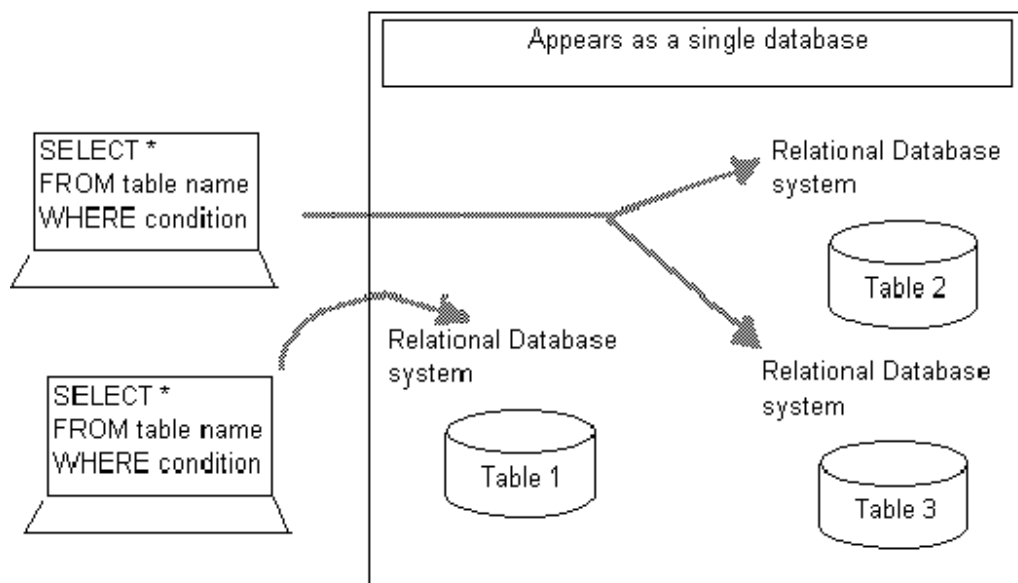 Appears as a single database
SELECT *
FROM table name
WHERE condition
Relational Database
system
Table 2
Relational Database
system
Table 1
SELECT *
FROM table name
WHERE condition
Relational Database
system
Table 3